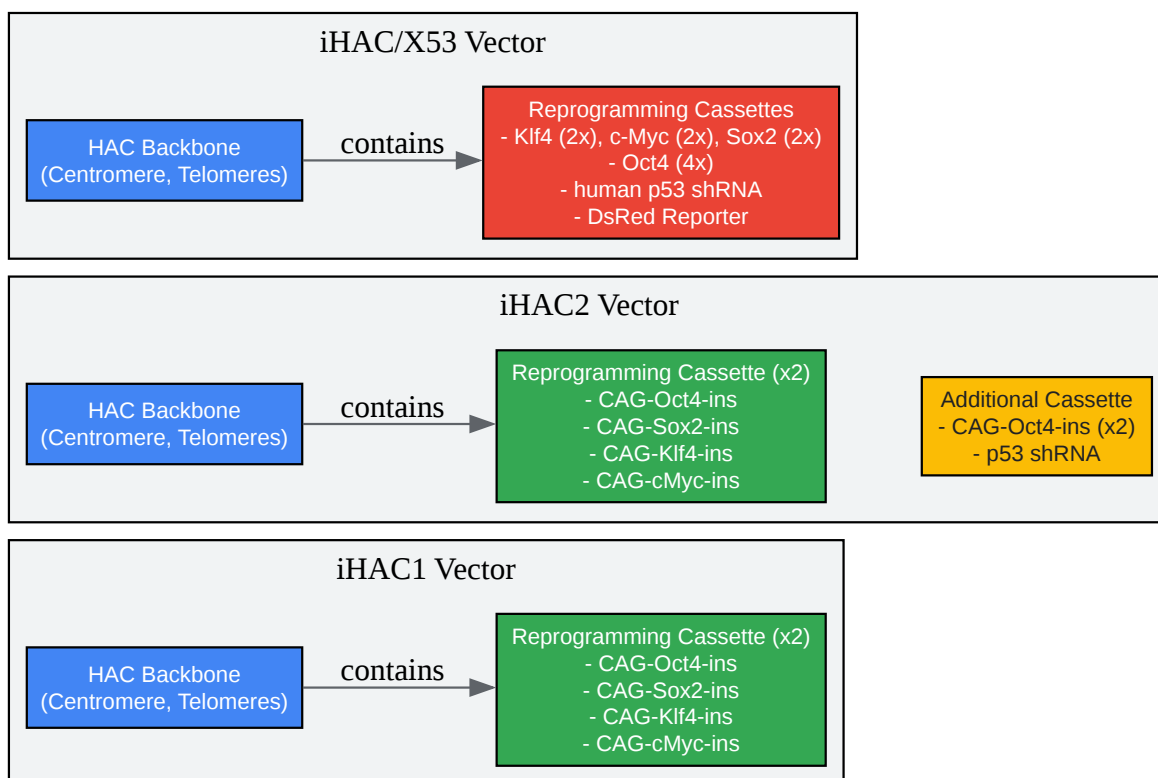 iHAC/X53 Vector
HAC Backbone
(Centromere, Telomeres)
contains
Reprogramming Cassettes
- Klf4 (2x), c-Myc (2x), Sox2 (2x)
- Oct4 (4x)
- human p53 shRNA
- DsRed Reporter
iHAC2 Vector
HAC Backbone
(Centromere, Telomeres)
contains
Reprogramming Cassette (x2)
- CAG-Oct4-ins
- CAG-Sox2-ins
- CAG-Klf4-ins
- CAG-cMyc-ins
Additional Cassette
- CAG-Oct4-ins (x2)
- p53 shRNA
iHAC1 Vector
HAC Backbone
(Centromere, Telomeres)
contains
Reprogramming Cassette (x2)
- CAG-Oct4-ins
- CAG-Sox2-ins
- CAG-Klf4-ins
- CAG-cMyc-ins